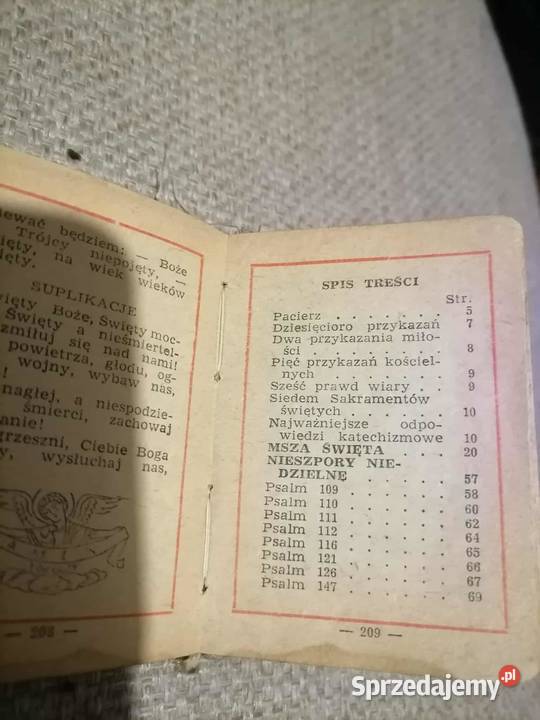 iewać będziem: — Boże
Trójcy niepojęty, —
ięty, na wiek wieków
ięty.
SUPLIKACJE
więty Boże, Święty moc-
Święty a nieśmiertel-
zmiłuj się nad nami!
powietrza, głodu, og-
wojny, wybaw nas,
!
nagłej, a niespodzie-
śmierci, zachowaj
anie!
grzeszni, Ciebie Boga
y, wysłuchaj nas,
— 208 —
SPIS TREŚCI
Str.
Pacierz . . . . . . . 5
Dziesięcioro przykazań 7
Dwa przykazania miło-
ści . . . . . . . 8
Pięć przykazań kościel-
nych . . . . . . . 9
Sześć prawd wiary . . 9
Siedem Sakramentów
świętych . . . . . 10
Najważniejsze odpo-
wiedzi katechizmowe 10
MSZA ŚWIĘTA . . . 20
NIESZPORY NIE-
DZIELNE . . . . . 57
Psalm 109 . . . . . . 58
Psalm 110 . . . . . . 60
Psalm 111 . . . . . . 62
Psalm 112 . . . . . . 64
Psalm 116 . . . . . . 65
Psalm 121 . . . . . . 66
Psalm 126 . . . . . . 67
Psalm 147 . . . . . . 69
— 209 —
Sprzedajemy.pl